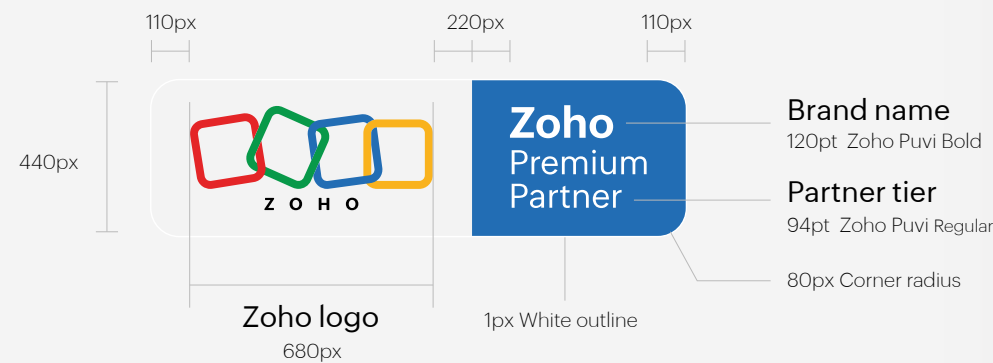 110px
220px
110px
440px
ZOHO
Zoho
Premium
Partner
Brand name
120pt Zoho Puvi Bold
Partner tier
94pt Zoho Puvi Regular
80px Corner radius
Zoho logo
680px
1px White outline